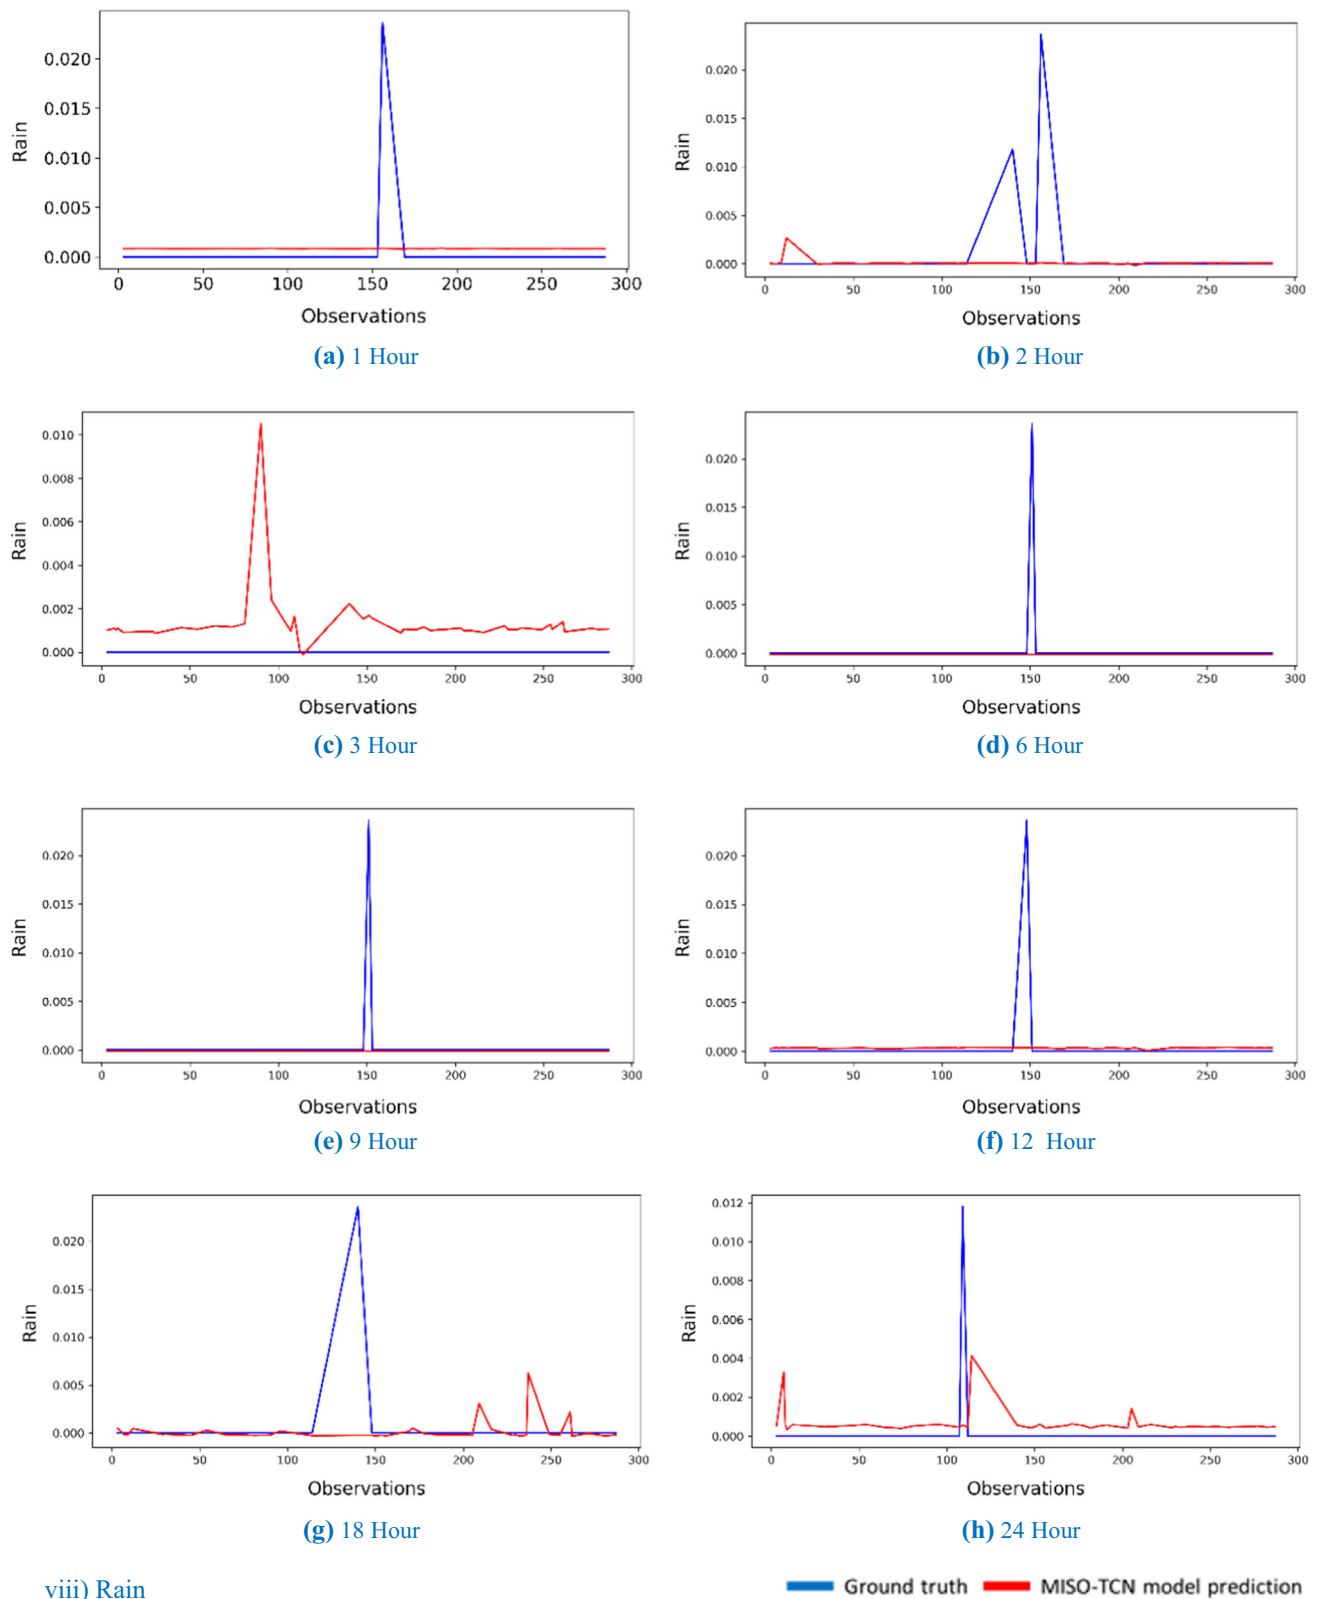 0.020
0.015
0.010
0.005
0.000
Rain
0 50 100 150 200 250 300
Observations
(a) 1 Hour
0.020
0.015
0.010
0.005
0.000
Rain
0 50 100 150 200 250 300
Observations
(b) 2 Hour
0.010
0.008
0.006
0.004
0.002
0.000
Rain
0 50 100 150 200 250 300
Observations
(c) 3 Hour
0.020
0.015
0.010
0.005
0.000
Rain
0 50 100 150 200 250 300
Observations
(d) 6 Hour
0.020
0.015
0.010
0.005
0.000
Rain
0 50 100 150 200 250 300
Observations
(e) 9 Hour
0.020
0.015
0.010
0.005
0.000
Rain
0 50 100 150 200 250 300
Observations
(f) 12 Hour
0.020
0.015
0.010
0.005
0.000
Rain
0 50 100 150 200 250 300
Observations
(g) 18 Hour
0.012
0.010
0.008
0.006
0.004
0.002
0.000
Rain
0 50 100 150 200 250 300
Observations
(h) 24 Hour
viii) Rain
Ground truth MISO-TCN model prediction